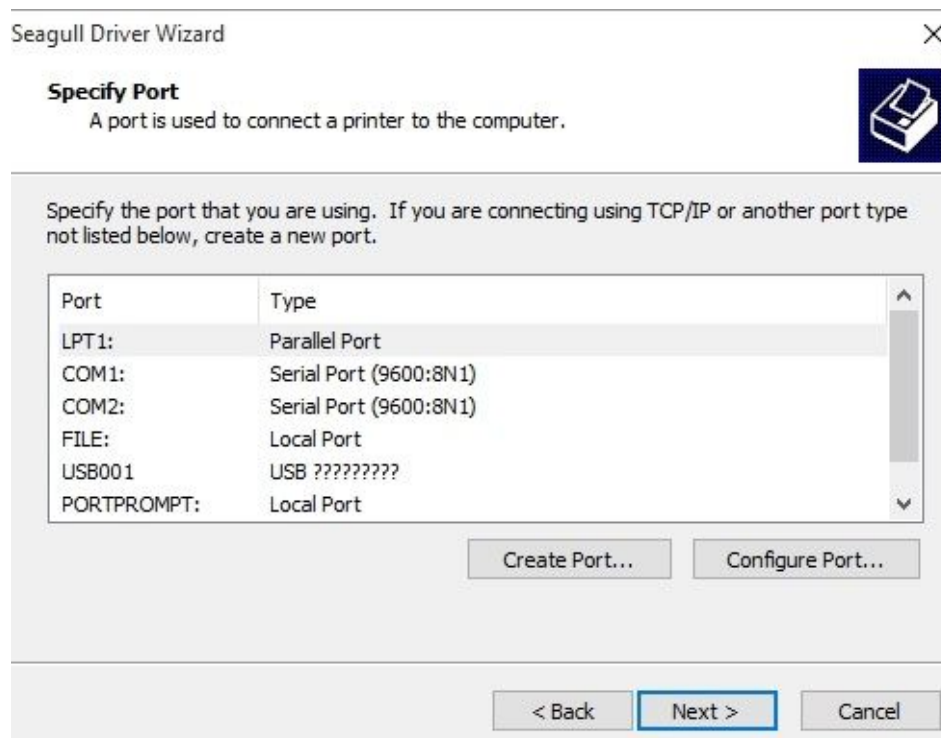 Seagull Driver Wizard
Specify Port
A port is used to connect a printer to the computer.
Specify the port that you are using.  If you are connecting using TCP/IP or another port type
not listed below, create a new port.
Port Type
LPT1: Parallel Port
COM1: Serial Port (9600:8N1)
COM2: Serial Port (9600:8N1)
FILE: Local Port
USB001 USB ?????????
PORTPROMPT: Local Port
Create Port... Configure Port...
< Back Next > Cancel